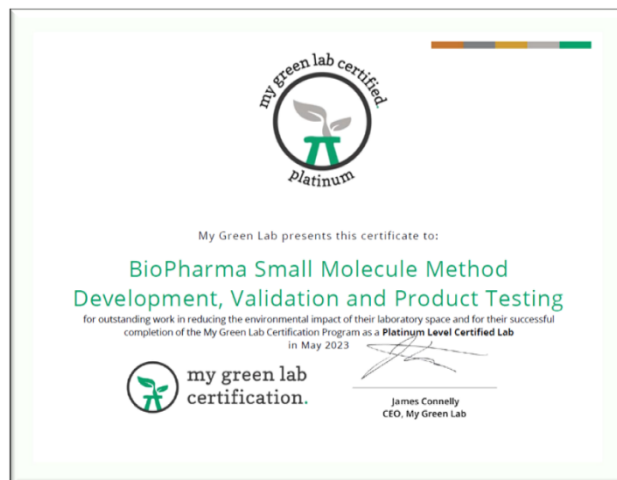 my green lab certified.
platinum
My Green Lab presents this certificate to:
BioPharma Small Molecule Method
Development, Validation and Product Testing
for outstanding work in reducing the environmental impact of their laboratory space and for their successful
completion of the My Green Lab Certification Program as a Platinum Level Certified Lab
in May 2023
my green lab
certification.
James Connelly
CEO, My Green Lab